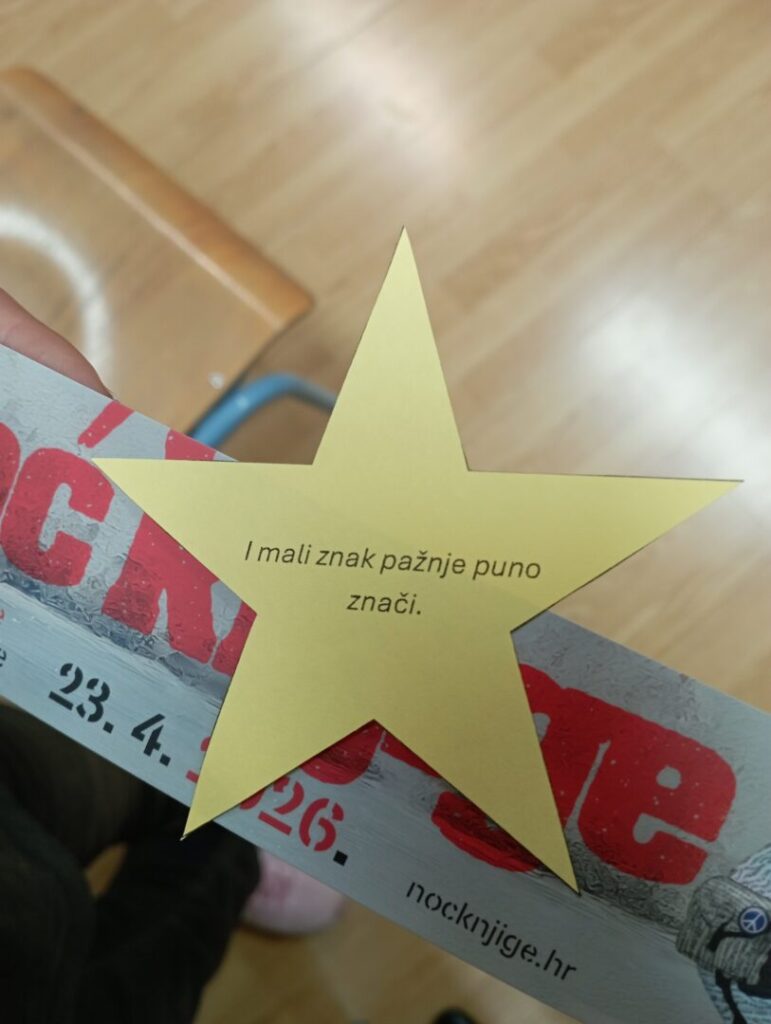 I mali znak pažnje puno
znači.
23. 4.
26.
nocknjige.hr